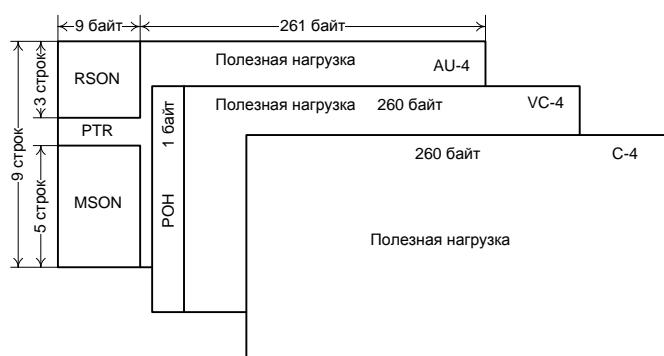 9 байт
261 байт
Полезная нагрузка
AU-4
3 строк
RSON
Полезная нагрузка
260 байт
VC-4
1 байт
9 строк
PTR
260 байт
C-4
5 строк
MSON
POH
Полезная нагрузка